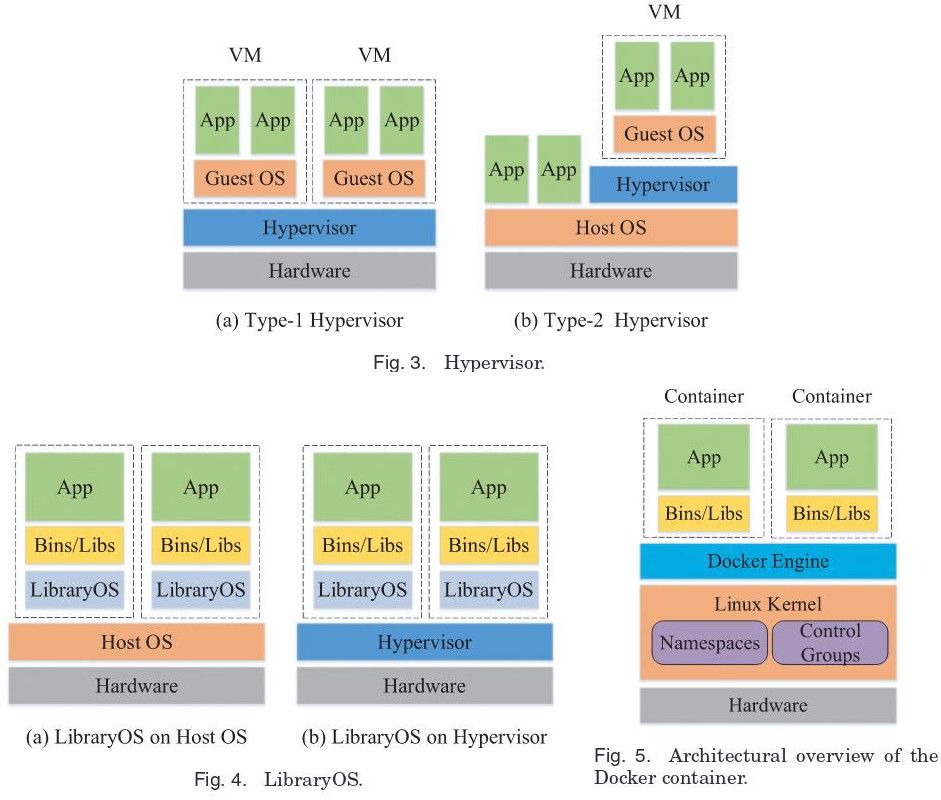 VM
VM
App
App
App
App
Guest OS
Guest OS
Hypervisor
Hardware
(a) Type-1 Hypervisor
VM
App
App
Guest OS
App
App
Hypervisor
Host OS
Hardware
(b) Type-2 Hypervisor
Fig. 3. Hypervisor.
App
App
Bins/Libs
Bins/Libs
LibraryOS
LibraryOS
Host OS
Hardware
(a) LibraryOS on Host OS
App
App
Bins/Libs
Bins/Libs
LibraryOS
LibraryOS
Hypervisor
Hardware
(b) LibraryOS on Hypervisor
Fig. 4. LibraryOS.
Container
Container
App
App
Bins/Libs
Bins/Libs
Docker Engine
Linux Kernel
Namespaces
Control
Groups
Hardware
Fig. 5. Architectural overview of the
Docker container.